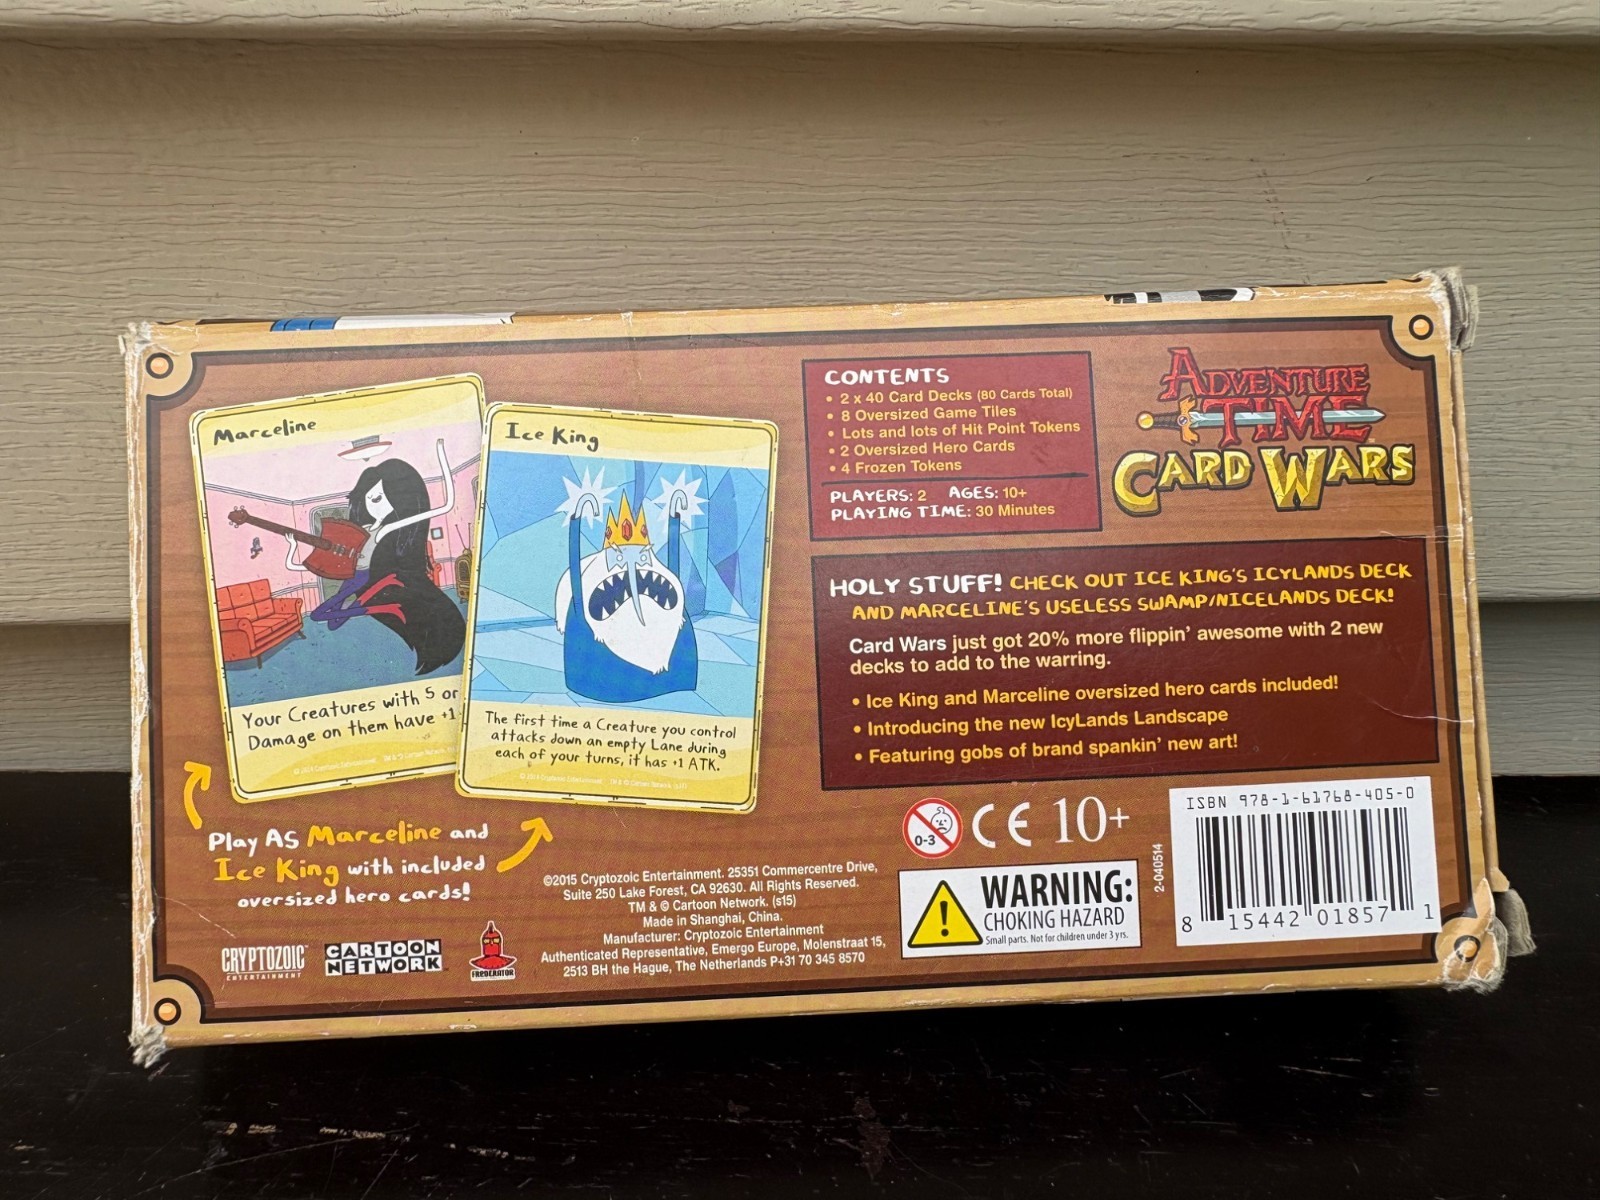 Marceline
Your Creatures with 5 or
Damage on them have +1
Ice King
The first time a Creature you control
attacks down an empty Lane during
each of your turns, it has +1 ATK.
Play As Marceline and
Ice King with included
oversized hero cards!
CRYPTOZOIC™
ENTERTAINMENT
CARTOON
NETWORK
FREDERATOR
©2015 Cryptozoic Entertainment. 25351 Commercentre Drive,
Suite 250 Lake Forest, CA 92630. All Rights Reserved.
TM & © Cartoon Network. (s15)
Made in Shanghai, China.
Manufacturer: Cryptozoic Entertainment
Authenticated Representative, Emergo Europe, Molenstraat 15,
2513 BH the Hague, The Netherlands P+31 70 345 8570
CONTENTS
• 2 x 40 Card Decks (80 Cards Total)
• 8 Oversized Game Tiles
• Lots and lots of Hit Point Tokens
• 2 Oversized Hero Cards
• 4 Frozen Tokens
PLAYERS: 2 AGES: 10+
PLAYING TIME: 30 Minutes
ADVENTURE
TIME
CARD WARS
HOLY STUFF! CHECK OUT ICE KING'S ICYLANDS DECK
AND MARCELINE'S USELESS SWAMP/NICELANDS DECK!
Card Wars just got 20% more flippin' awesome with 2 new
decks to add to the warring.
• Ice King and Marceline oversized hero cards included!
• Introducing the new IcyLands Landscape
• Featuring gobs of brand spankin' new art!
0-3
CE 10+
WARNING:
CHOKING HAZARD
Small parts. Not for children under 3 yrs.
2-040514
ISBN 978-1-61768-405-0
8 15442 01857 1